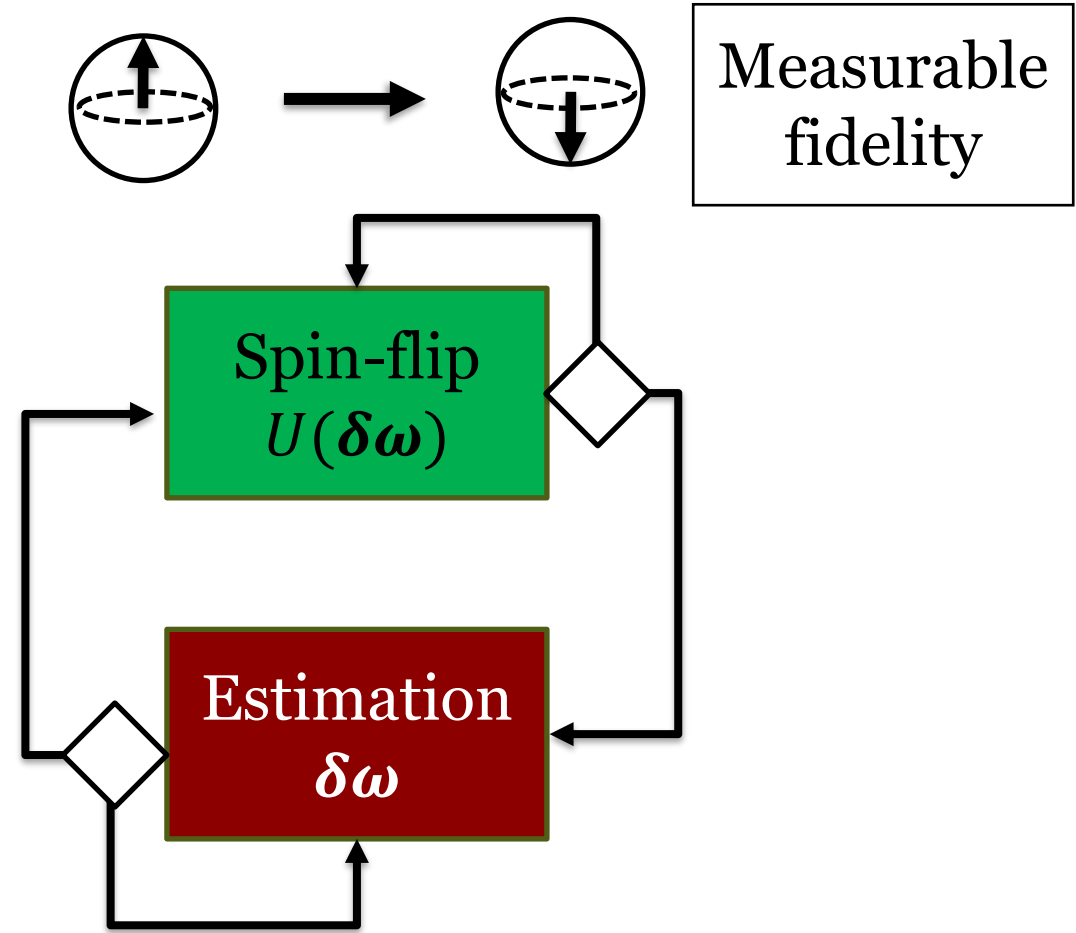 Measurable
fidelity
Spin-flip
U(δω)
Estimation
δω